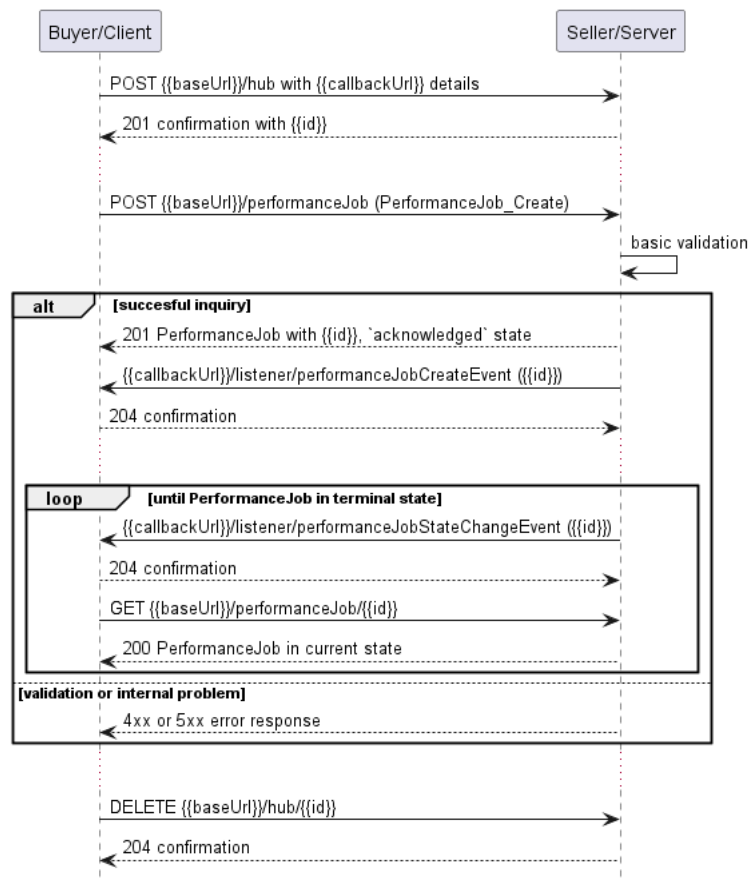 Buyer/Client
Seller/Server
POST {{baseUrl}}/hub with {{callbackUrl}} details
201 confirmation with {{id}}
POST {{baseUrl}}/performanceJob (PerformanceJob_Create)
basic validation
alt
[succesful inquiry]
201 PerformanceJob with {{id}}, `acknowledged` state
{{callbackUrl}}/listener/performanceJobCreateEvent ({{id}})
204 confirmation
loop
[until PerformanceJob in terminal state]
{{callbackUrl}}/listener/performanceJobStateChangeEvent ({{id}})
204 confirmation
GET {{baseUrl}}/performanceJob/{{id}}
200 PerformanceJob in current state
[validation or internal problem]
4xx or 5xx error response
DELETE {{baseUrl}}/hub/{{id}}
204 confirmation